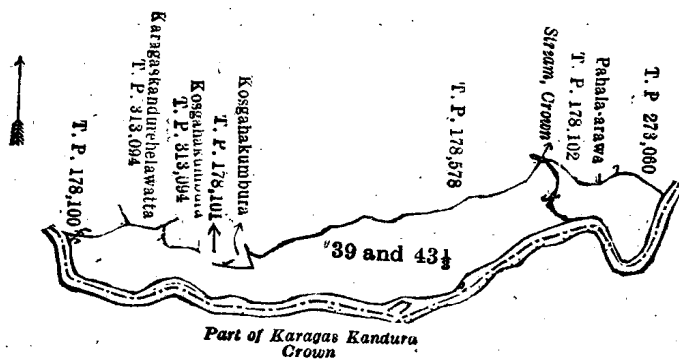 T. P. 178,100
Karagaskandurehelawatta
T. P. 313,094
Kosgahakumbura
T. P. 313,094
Kosgahakumbura
T. P. 178,101
T. P. 178,578
Stream, Crown
Pahala-arawa
T. P. 178.102
T. P 273,060
39 and 43⅓
Part of Karagas Kandura
Crown